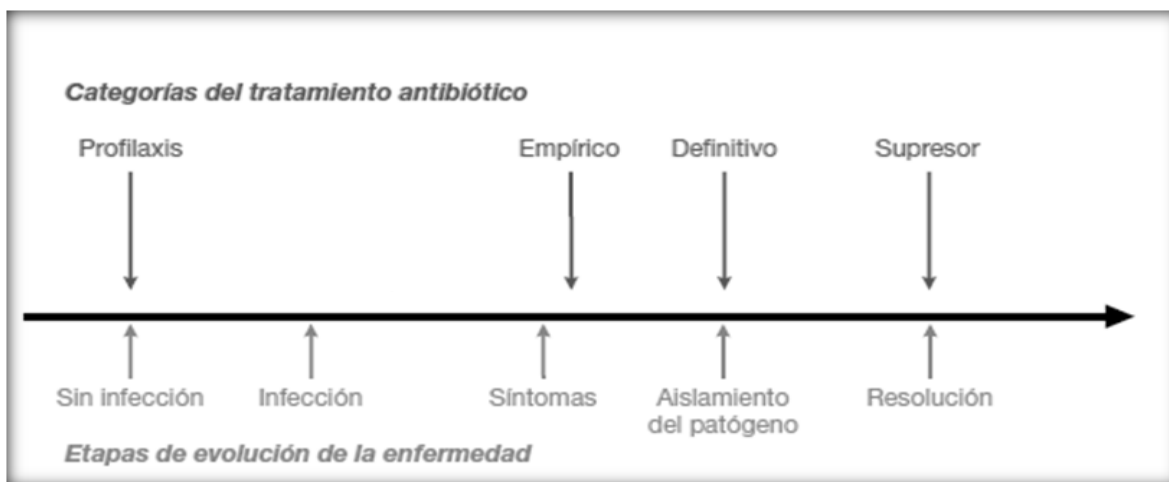 Categorías del tratamiento antibiótico
Profilaxis Empírico Definitivo Supresor
Sin infección Infección Síntomas Aislamiento Resolución
del patógeno
Etapas de evolución de la enfermedad